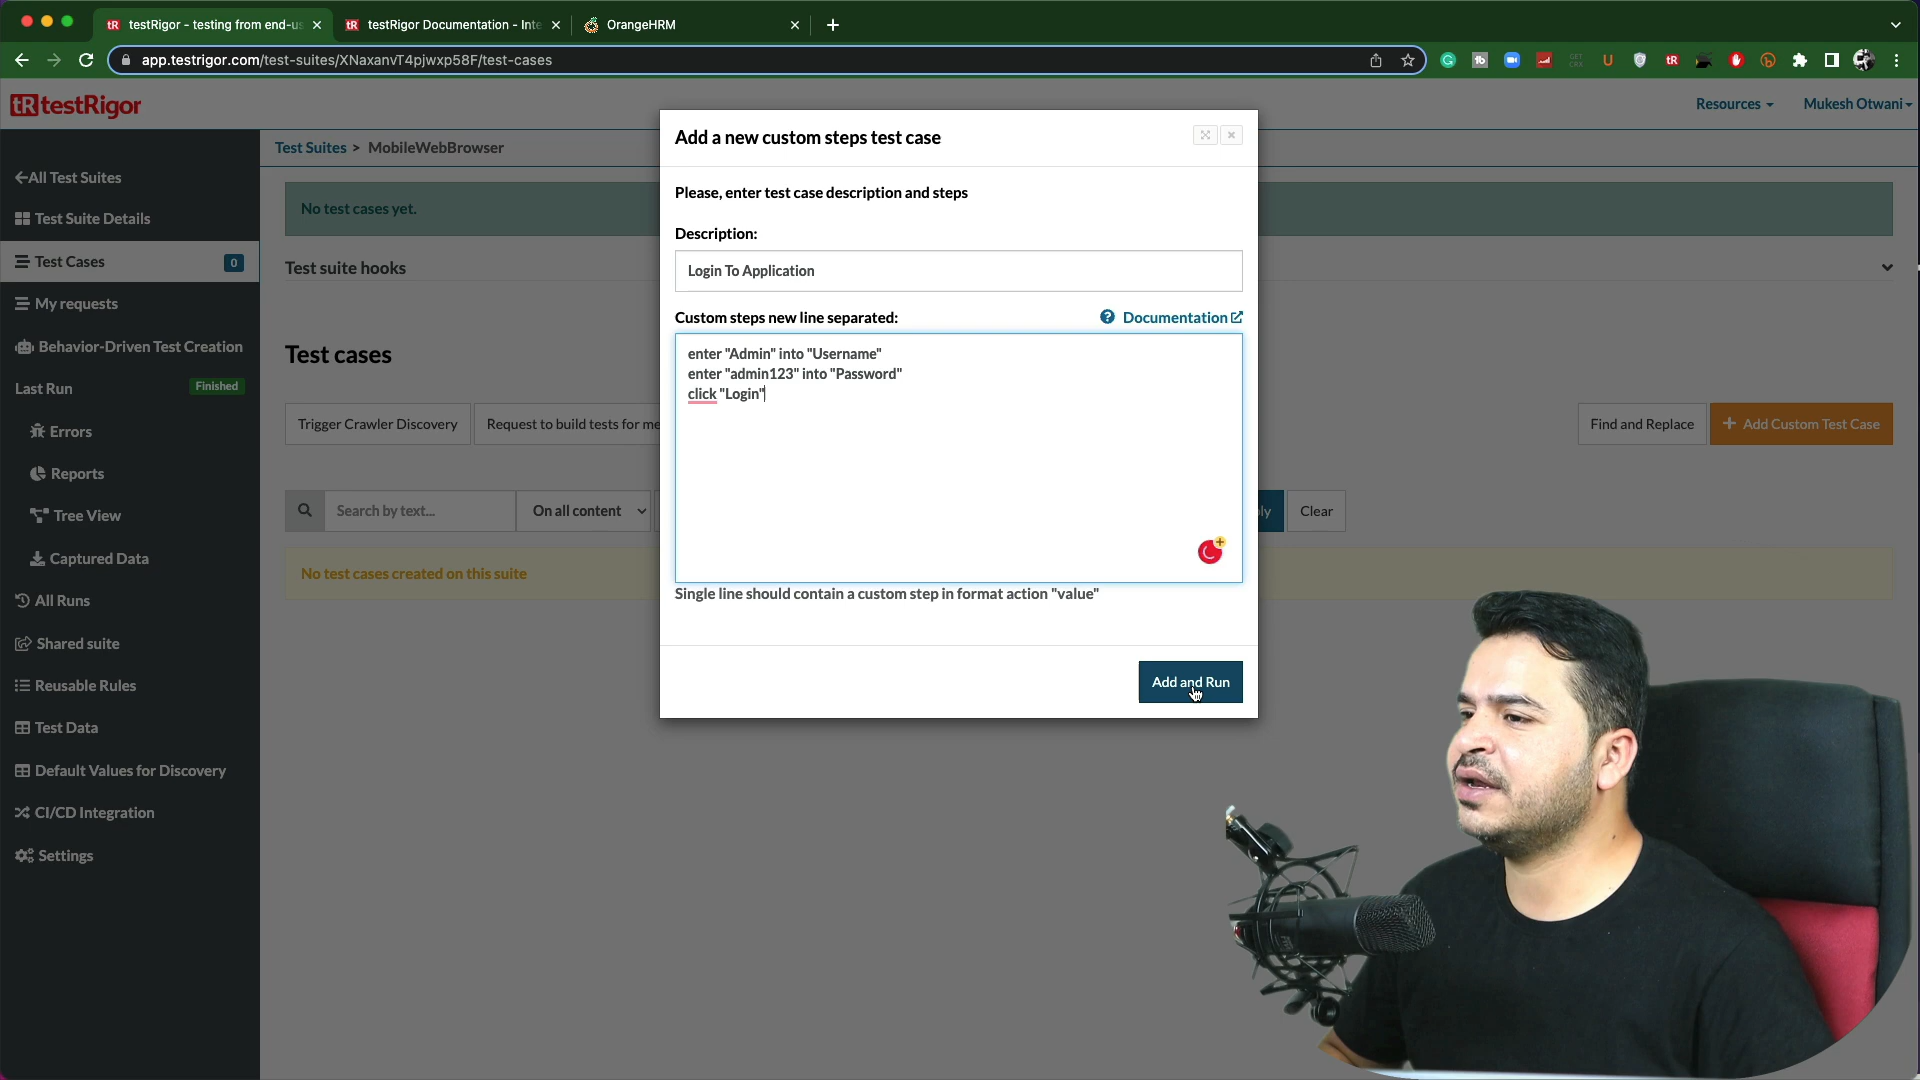 testRigor - testing from end-us
testRigor Documentation - Inte
OrangeHRM
app.testrigor.com/test-suites/XNaxanvT4pjwxp58F/test-cases
testRigor
Resources
Mukesh Otwani
Test Suites > MobileWebBrowser
All Test Suites
Test Suite Details
Test Cases 0
My requests
Behavior-Driven Test Creation
Last Run Finished
Errors
Reports
Tree View
Captured Data
All Runs
Shared suite
Reusable Rules
Test Data
Default Values for Discovery
CI/CD Integration
Settings
No test cases yet.
Test suite hooks
Test cases
Trigger Crawler Discovery
Request to build tests for me
Find and Replace
+ Add Custom Test Case
Search by text...
On all content
ly
Clear
No test cases created on this suite
Add a new custom steps test case
Please, enter test case description and steps
Description:
Login To Application
Custom steps new line separated:
Documentation
enter "Admin" into "Username"
enter "admin123" into "Password"
click "Login"
Single line should contain a custom step in format action "value"
Add and Run